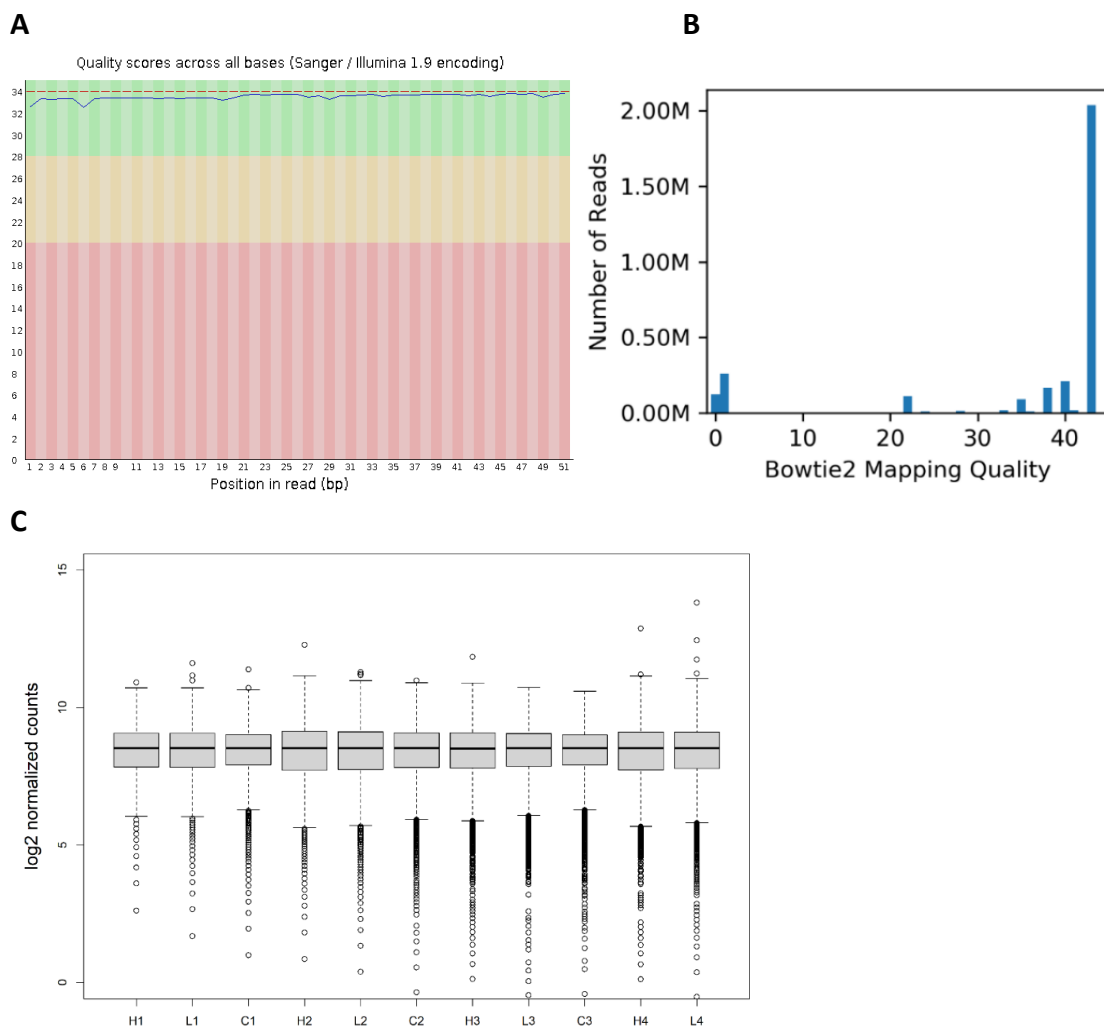 A
B
Quality scores across all bases (Sanger / Illumina 1.9 encoding)
34
32
30
28
26
24
22
20
18
16
14
12
10
8
6
4
2
0
1 2 3 4 5 6 7 8 9 11 13 15 17 19 21 23 25 27 29 31 33 35 37 39 41 43 45 47 49 51
Position in read (bp)
Number of Reads
2.00M
1.50M
1.00M
0.50M
0.00M
0 10 20 30 40
Bowtie2 Mapping Quality
C
log2 normalized counts
15
10
5
0
H1 L1 C1 H2 L2 C2 H3 L3 C3 H4 L4